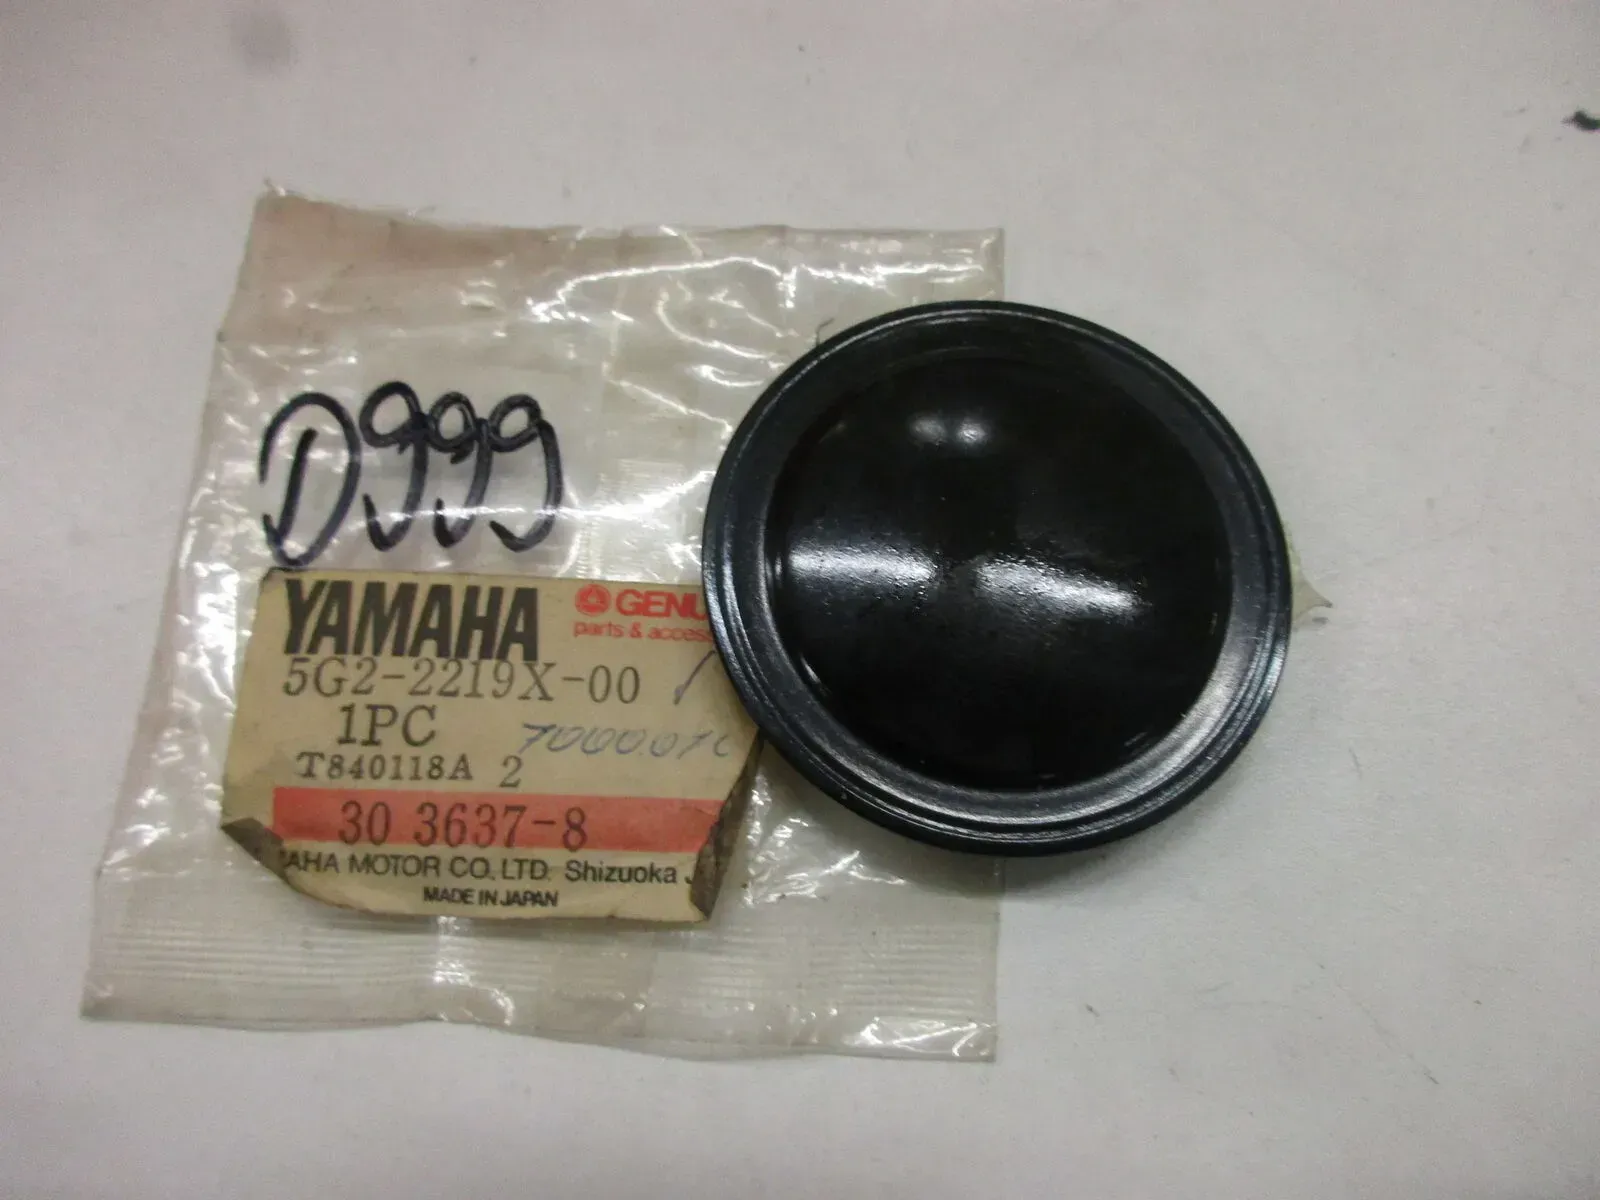 D999
YAMAHA GENU
parts & access
5G2-2219X-00
1PC
T840118A 2
30 3637-8
AHA MOTOR CO., LTD. Shizuoka J
MADE IN JAPAN